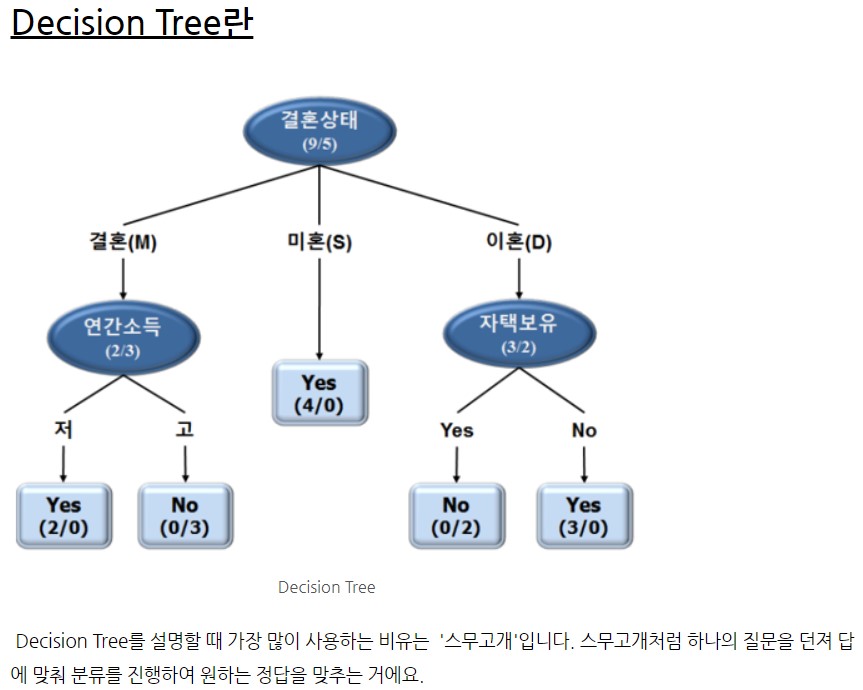 Decision Tree란
결혼상태
(9/5)
결혼(M) 미혼(S) 이혼(D)
연간소득
(2/3)
자택보유
(3/2)
Yes
(4/0)
저 고 Yes No
Yes
(2/0)
No
(0/3)
No
(0/2)
Yes
(3/0)
Decision Tree
Decision Tree를 설명할 때 가장 많이 사용하는 비유는 '스무고개'입니다. 스무고개처럼 하나의 질문을 던져 답
에 맞춰 분류를 진행하여 원하는 정답을 맞추는 거에요.